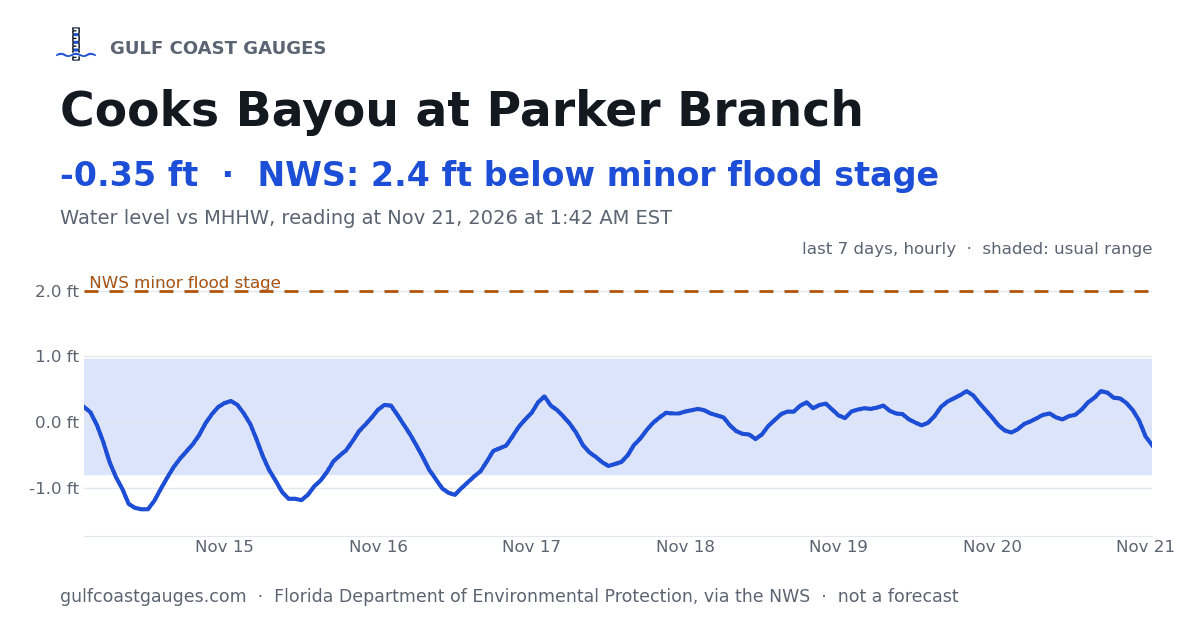 GULF COAST GAUGES
Cooks Bayou at Parker Branch
-0.35 ft · NWS: 2.4 ft below minor flood stage
Water level vs MHHW, reading at Nov 21, 2026 at 1:42 AM EST
last 7 days, hourly · shaded: usual range
NWS minor flood stage
2.0 ft
1.0 ft
0.0 ft
-1.0 ft
Nov 15 Nov 16 Nov 17 Nov 18 Nov 19 Nov 20 Nov 21
gulfcoastgauges.com · Florida Department of Environmental Protection, via the NWS · not a forecast